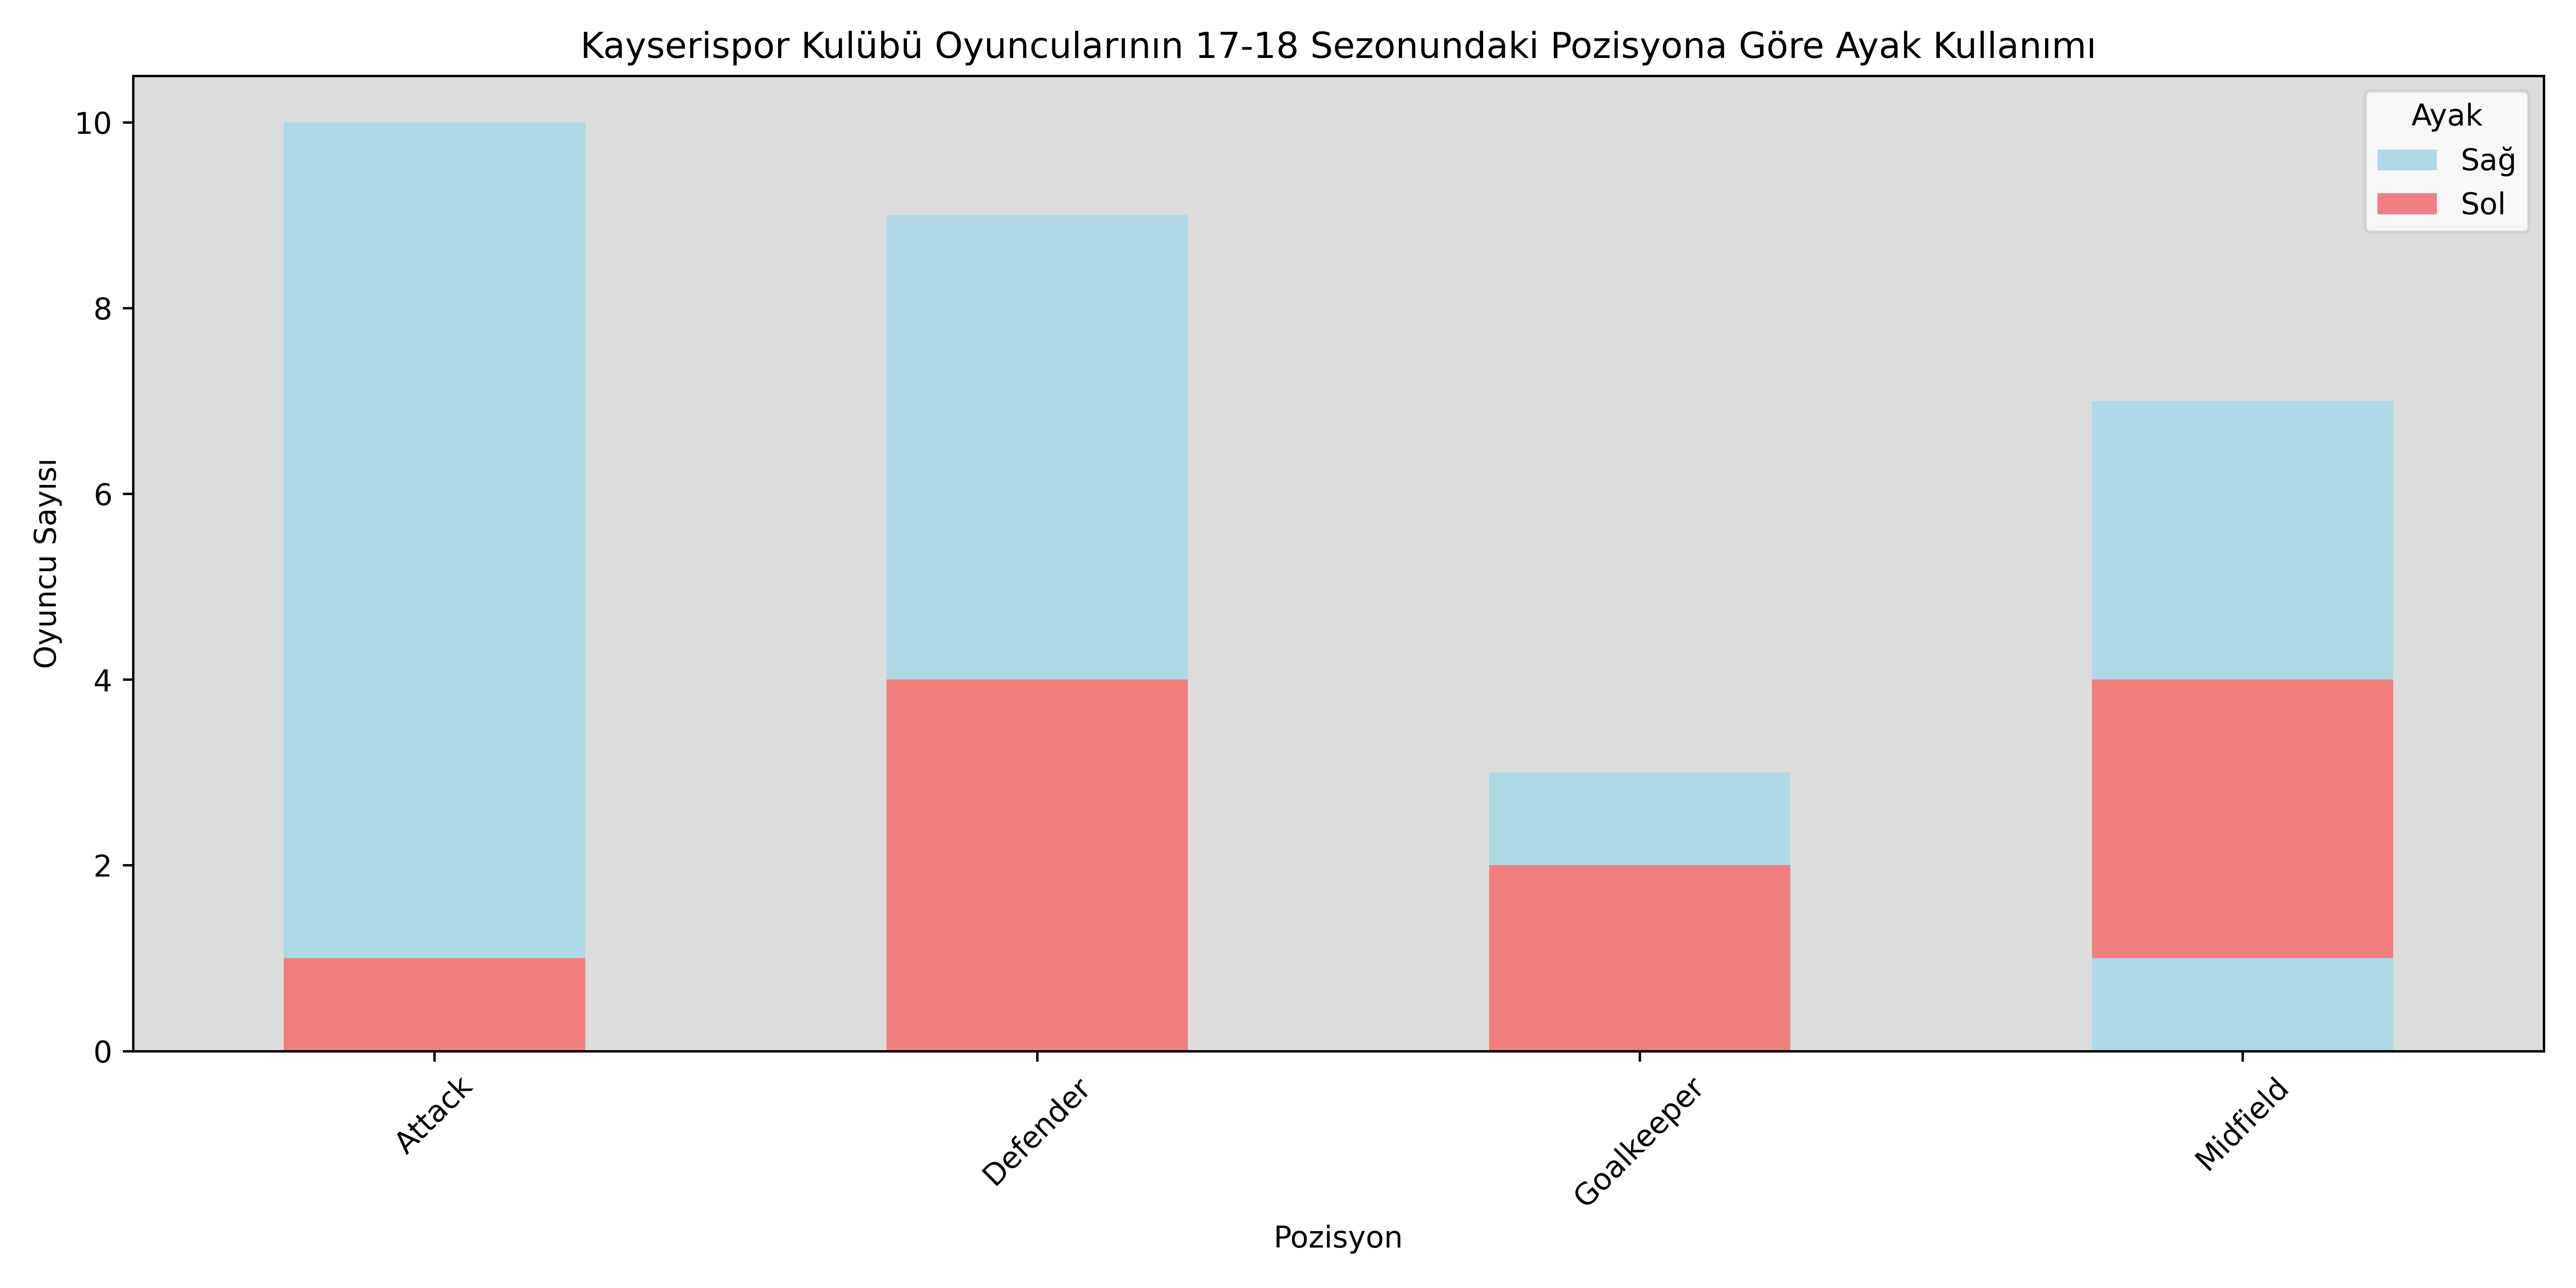 Kayserispor Kulübü Oyuncularının 17-18 Sezonundaki Pozisyona Göre Ayak Kullanımı
Ayak
Sağ
Sol
Oyuncu Sayısı
10
8
6
4
2
0
Attack
Defender
Goalkeeper
Midfield
Pozisyon